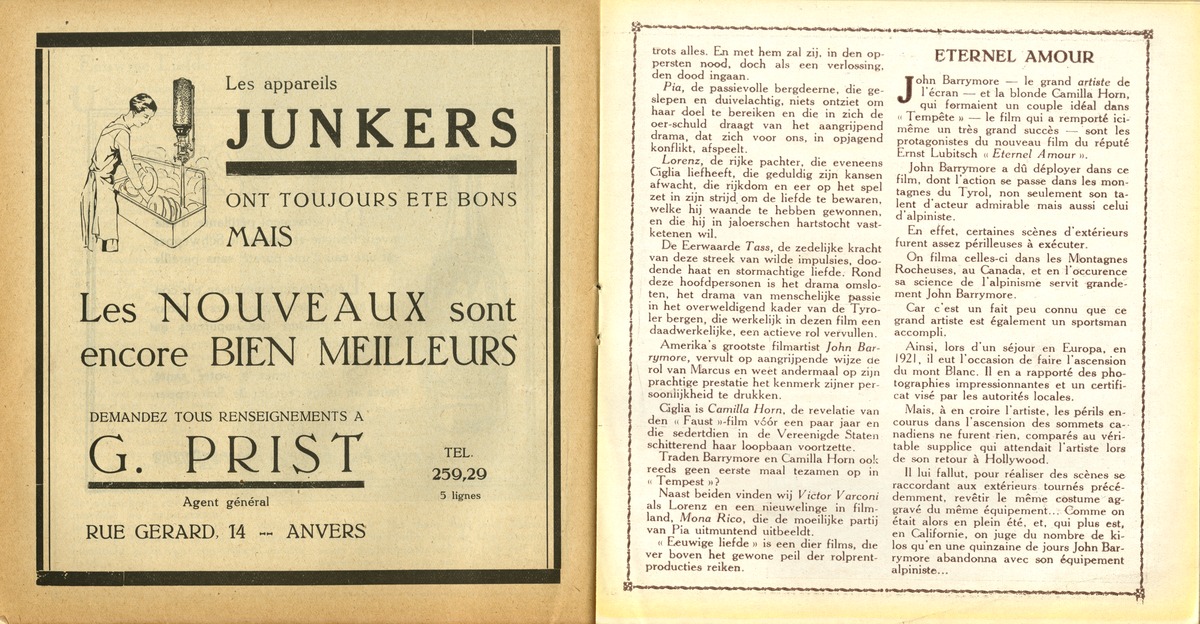 Les appareils
JUNKERS
ONT TOUJOURS ETE BONS
MAIS
Les NOUVEAUX sont
encore BIEN MEILLEURS
DEMANDEZ TOUS RENSEIGNEMENTS A
G. PRIST
Agent général
RUE GERARD, 14 -- ANVERS
TEL.
259,29
5 lignes
trots alles. En met hem zal zij, in den op-
persten nood, doch als een verlossing,
den dood ingaan.
Pia, de passievolle bergdeerne, die ge-
slepen en duivelachtig, niets ontziet om
haar doel te bereiken en die in zich de
oer-schuld draagt van het aangrijpend
drama, dat zich voor ons, in opjagend
konflikt, afspeelt.
Lorenz, de rijke pachter, die eveneens
Ciglia liefheeft, die geduldig zijn kansen
afwacht, die rijkdom en eer op het spel
zet in zijn strijd om de liefde te bewaren,
welke hij waande te hebben gewonnen,
en die hij in jaloerschen hartstocht vast-
ketenen wil.
De Eerwaarde Tass, de zedelijke kracht
van deze streek van wilde impulsies, doo-
dende haat en stormachtige liefde. Rond
deze hoofdpersonen is het drama omslo-
ten, het drama van menschelijke passie
in het overweldigend kader van de Tyro-
ler bergen, die werkelijk in dezen film een
daadwerkelijke, een actieve rol vervullen.
Amerika's grootste filmartist John Bar-
rymore, vervult op aangrijpende wijze de
rol van Marcus en weet andermaal op zijn
prachtige prestatie het kenmerk zijner per-
soonlijkheid te drukken.
Ciglia is Camilla Horn, de revelatie van
den « Faust »-film vóór een paar jaar en
die sedertdien in de Vereenigde Staten
schitterend haar loopbaan voortzette.
Traden Barrymore en Camilla Horn ook
reeds geen eerste maal tezamen op in
« Tempest »?
Naast beiden vinden wij Victor Varconi
als Lorenz en een nieuwelinge in film-
land, Mona Rico, die de moeilijke partij
van Pia uitmuntend uitbeeldt.
« Eeuwige liefde » is een dier films, die
ver boven het gewone peil der rolprent-
producties reiken.
ETERNEL AMOUR
John Barrymore — le grand artiste de
l'écran — et la blonde Camilla Horn,
qui formaient un couple idéal dans
« Tempête » — le film qui a remporté ici-
même un très grand succès — sont les
protagonistes du nouveau film du réputé
Ernst Lubitsch « Eternel Amour ».
John Barrymore a dû déployer dans ce
film, dont l'action se passe dans les mon-
tagnes du Tyrol, non seulement son ta-
lent d'acteur admirable mais aussi celui
d'alpiniste.
En effet, certaines scènes d'extérieurs
furent assez périlleuses à exécuter.
On filma celles-ci dans les Montagnes
Rocheuses, au Canada, et en l'occurence
sa science de l'alpinisme servit grande-
ment John Barrymore.
Car c'est un fait peu connu que ce
grand artiste est également un sportsman
accompli.
Ainsi, lors d'un séjour en Europa, en
1921, il eut l'occasion de faire l'ascension
du mont Blanc. Il en a rapporté des pho-
tographies impressionnantes et un certifi-
cat visé par les autorités locales.
Mais, à en croire l'artiste, les périls en-
courus dans l'ascension des sommets ca-
nadiens ne furent rien, comparés au véri-
table supplice qui attendait l'artiste lors
de son retour à Hollywood.
Il lui fallut, pour réaliser des scènes se
raccordant aux extérieurs tournés précé-
demment, revêtir le même costume ag-
gravé du même équipement... Comme on
était alors en plein été, et, qui plus est,
en Californie, on juge du nombre de ki-
los qu'en une quinzaine de jours John Bar-
rymore abandonna avec son équipement
alpiniste...